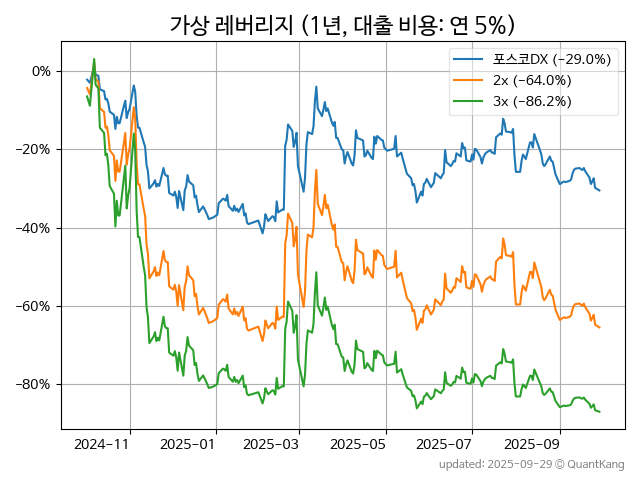 가상 레버리지 (1년, 대출 비용: 연 5%)
포스코DX (−29.0%)
2x (−64.0%)
3x (−86.2%)
0%
−20%
−40%
−60%
−80%
2024-11
2025-01
2025-03
2025-05
2025-07
2025-09
updated: 2025-09-29 © QuantKang